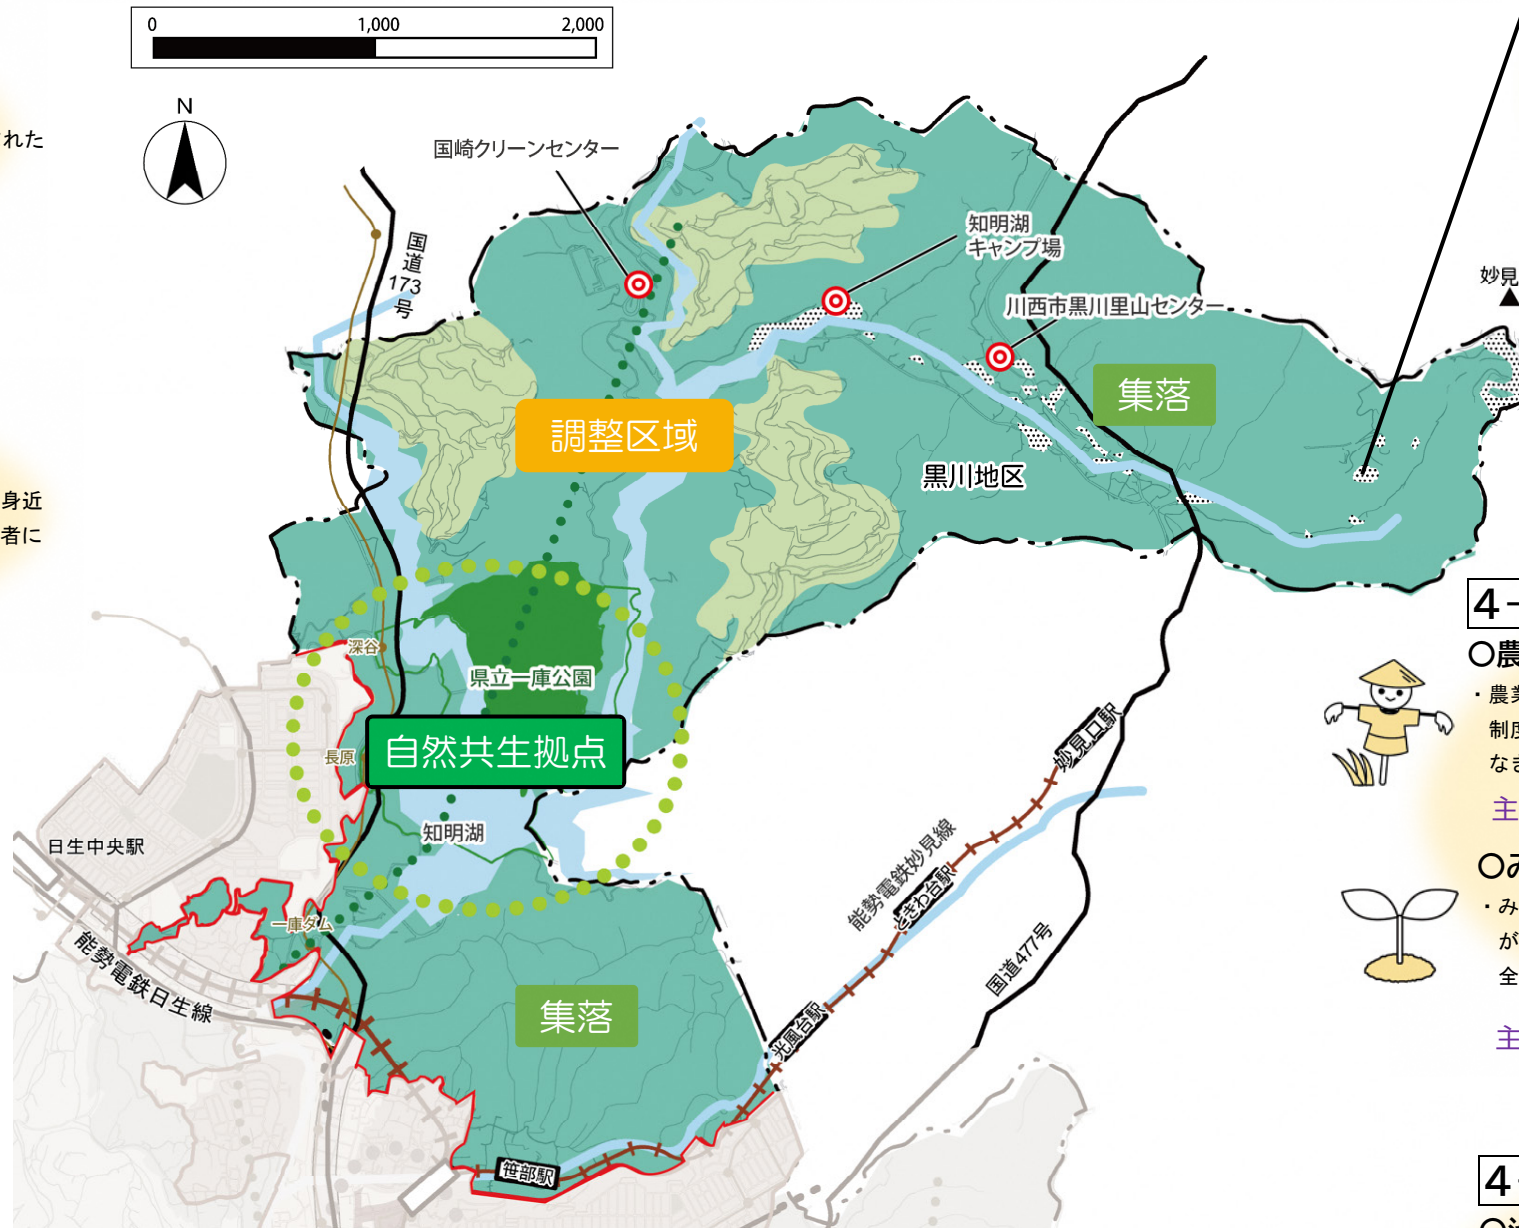 0 1,000 2,000
N
れた
身近
者に
国崎クリーンセンター
国道173号
知明湖
キャンプ場
川西市黒川里山センター
妙見
調整区域
集落
黒川地区
深谷
県立一庫公園
自然共生拠点
長原
知明湖
日生中央駅
一庫ダム
能勢電鉄日生線
集落
笹部駅
光風台駅
ときわ台駅
能勢電鉄妙見線
妙見口駅
国道477号
4-
○農
・農業
制度
なぎ
主
○み
・み
が
全
主
4-